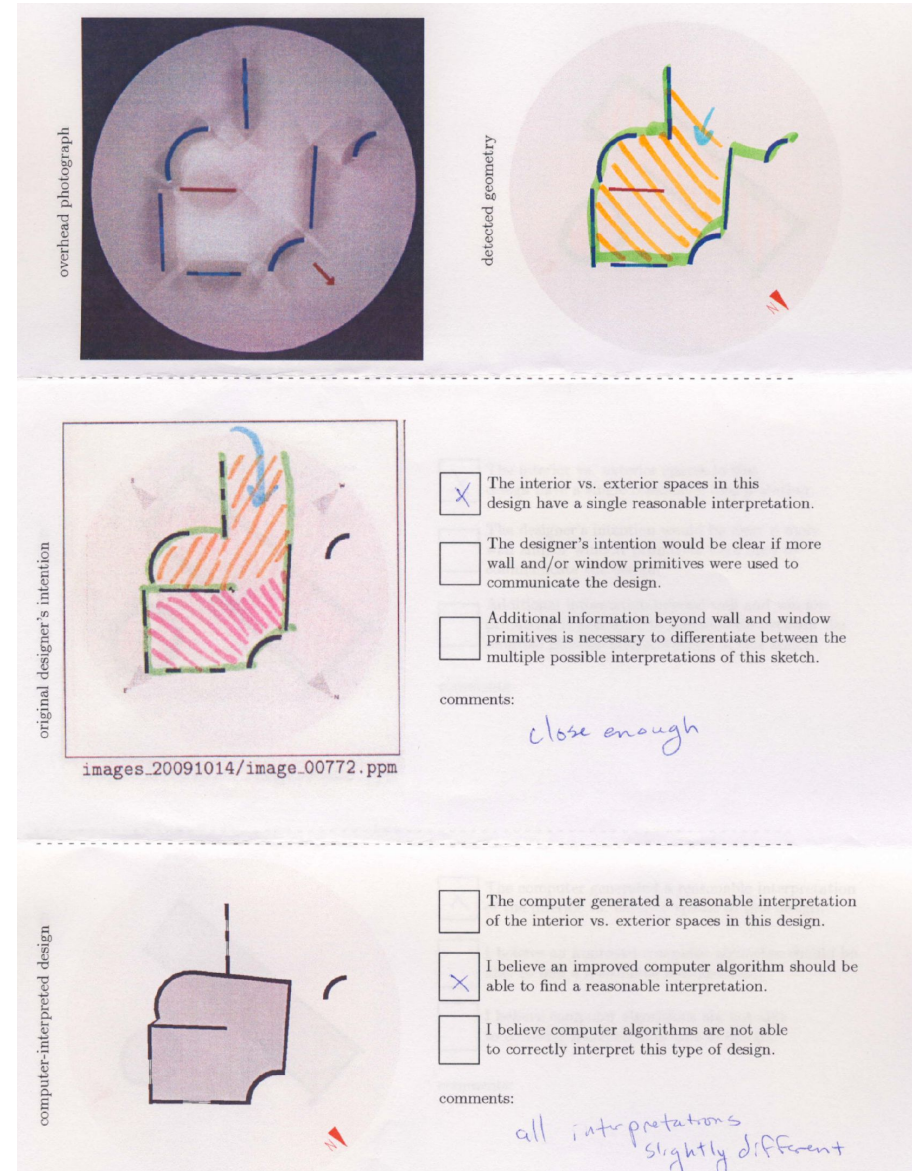 overhead photograph
detected geometry
N
original designer's intention
images_20091014/image_00772.ppm
X
The interior vs. exterior spaces in this
design have a single reasonable interpretation.
The designer's intention would be clear if more
wall and/or window primitives were used to
communicate the design.
Additional information beyond wall and window
primitives is necessary to differentiate between the
multiple possible interpretations of this sketch.
comments:
close enough
computer-interpreted design
N
The computer generated a reasonable interpretation
of the interior vs. exterior spaces in this design.
X
I believe an improved computer algorithm should be
able to find a reasonable interpretation.
I believe computer algorithms are not able
to correctly interpret this type of design.
comments:
all interpretations
slightly different